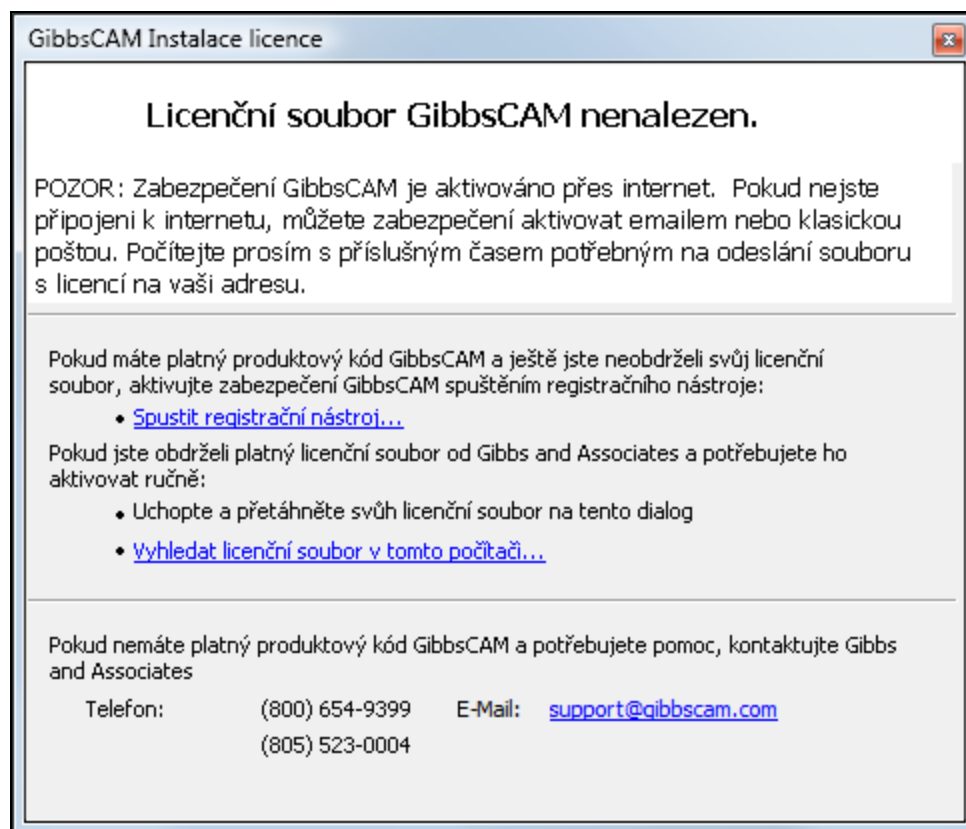 GibbsCAM Instalace licence
Licenční soubor GibbsCAM nenalezen.
POZOR: Zabezpečení GibbsCAM je aktivováno přes internet.  Pokud nejste
připojeni k internetu, můžete zabezpečení aktivovat emailem nebo klasickou
poštou. Počítejte prosím s příslušným časem potřebným na odeslání souboru
s licencí na vaši adresu.
Pokud máte platný produktový kód GibbsCAM a ještě jste neobdrželi svůj licenční
soubor, aktivujte zabezpečení GibbsCAM spuštěním registračního nástroje:
• Spustit registrační nástroj...
Pokud jste obdrželi platný licenční soubor od Gibbs and Associates a potřebujete ho
aktivovat ručně:
• Uchopte a přetáhněte svůh licenční soubor na tento dialog
• Vyhledat licenční soubor v tomto počítači...
Pokud nemáte platný produktový kód GibbsCAM a potřebujete pomoc, kontaktujte Gibbs
and Associates
Telefon: (800) 654-9399 E-Mail: support@gibbscam.com
(805) 523-0004